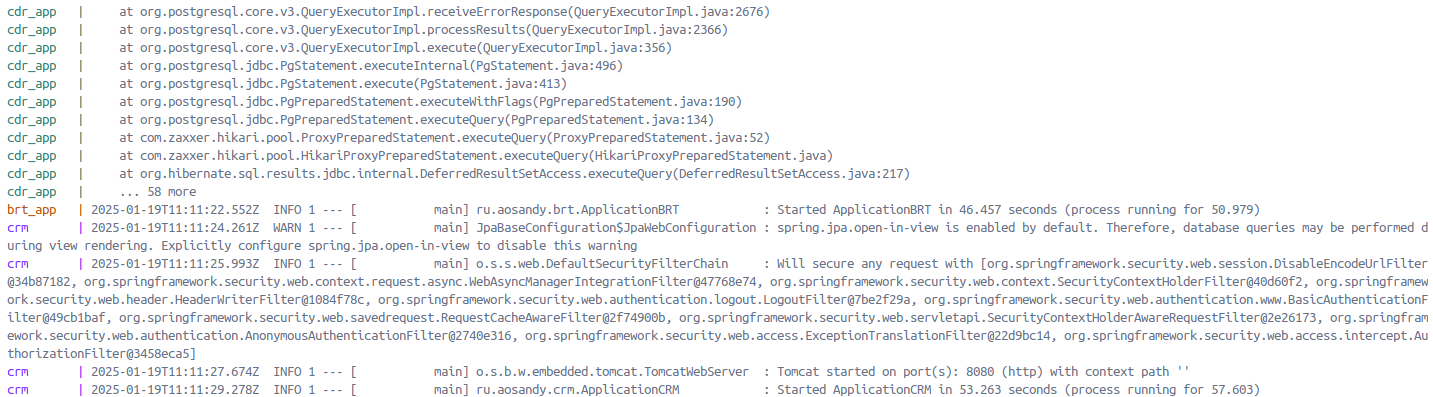 cdr_app   |     at org.postgresql.core.v3.QueryExecutorImpl.receiveErrorResponse(QueryExecutorImpl.java:2676)
cdr_app   |     at org.postgresql.core.v3.QueryExecutorImpl.processResults(QueryExecutorImpl.java:2366)
cdr_app   |     at org.postgresql.core.v3.QueryExecutorImpl.execute(QueryExecutorImpl.java:356)
cdr_app   |     at org.postgresql.jdbc.PgStatement.executeInternal(PgStatement.java:496)
cdr_app   |     at org.postgresql.jdbc.PgStatement.execute(PgStatement.java:413)
cdr_app   |     at org.postgresql.jdbc.PgPreparedStatement.executeWithFlags(PgPreparedStatement.java:190)
cdr_app   |     at org.postgresql.jdbc.PgPreparedStatement.executeQuery(PgPreparedStatement.java:134)
cdr_app   |     at com.zaxxer.hikari.pool.ProxyPreparedStatement.executeQuery(ProxyPreparedStatement.java:52)
cdr_app   |     at com.zaxxer.hikari.pool.HikariProxyPreparedStatement.executeQuery(HikariProxyPreparedStatement.java)
cdr_app   |     at org.hibernate.sql.results.jdbc.internal.DeferredResultSetAccess.executeQuery(DeferredResultSetAccess.java:217)
cdr_app   |     ... 58 more
brt_app   | 2025-01-19T11:11:22.552Z  INFO 1 --- [           main] ru.aosandy.brt.ApplicationBRT            : Started ApplicationBRT in 46.457 seconds (process running for 50.979)
crm       | 2025-01-19T11:11:24.261Z  WARN 1 --- [           main] JpaBaseConfiguration$JpaWebConfiguration : spring.jpa.open-in-view is enabled by default. Therefore, database queries may be performed d
uring view rendering. Explicitly configure spring.jpa.open-in-view to disable this warning
crm       | 2025-01-19T11:11:25.993Z  INFO 1 --- [           main] o.s.s.web.DefaultSecurityFilterChain     : Will secure any request with [org.springframework.security.web.session.DisableEncodeUrlFilter
@34b87182, org.springframework.security.web.context.request.async.WebAsyncManagerIntegrationFilter@47768e74, org.springframework.security.web.context.SecurityContextHolderFilter@40d60f2, org.springframew
ork.security.web.header.HeaderWriterFilter@1084f78c, org.springframework.security.web.authentication.logout.LogoutFilter@7be2f29a, org.springframework.security.web.authentication.www.BasicAuthenticationF
ilter@49cb1baf, org.springframework.security.web.savedrequest.RequestCacheAwareFilter@2f74900b, org.springframework.security.web.servletapi.SecurityContextHolderAwareRequestFilter@2e26173, org.springfram
ework.security.web.authentication.AnonymousAuthenticationFilter@2740e316, org.springframework.security.web.access.ExceptionTranslationFilter@22d9bc14, org.springframework.security.web.access.intercept.Au
thorizationFilter@3458eca5]
crm       | 2025-01-19T11:11:27.674Z  INFO 1 --- [           main] o.s.b.w.embedded.tomcat.TomcatWebServer  : Tomcat started on port(s): 8080 (http) with context path ''
crm       | 2025-01-19T11:11:29.278Z  INFO 1 --- [           main] ru.aosandy.crm.ApplicationCRM            : Started ApplicationCRM in 53.263 seconds (process running for 57.603)